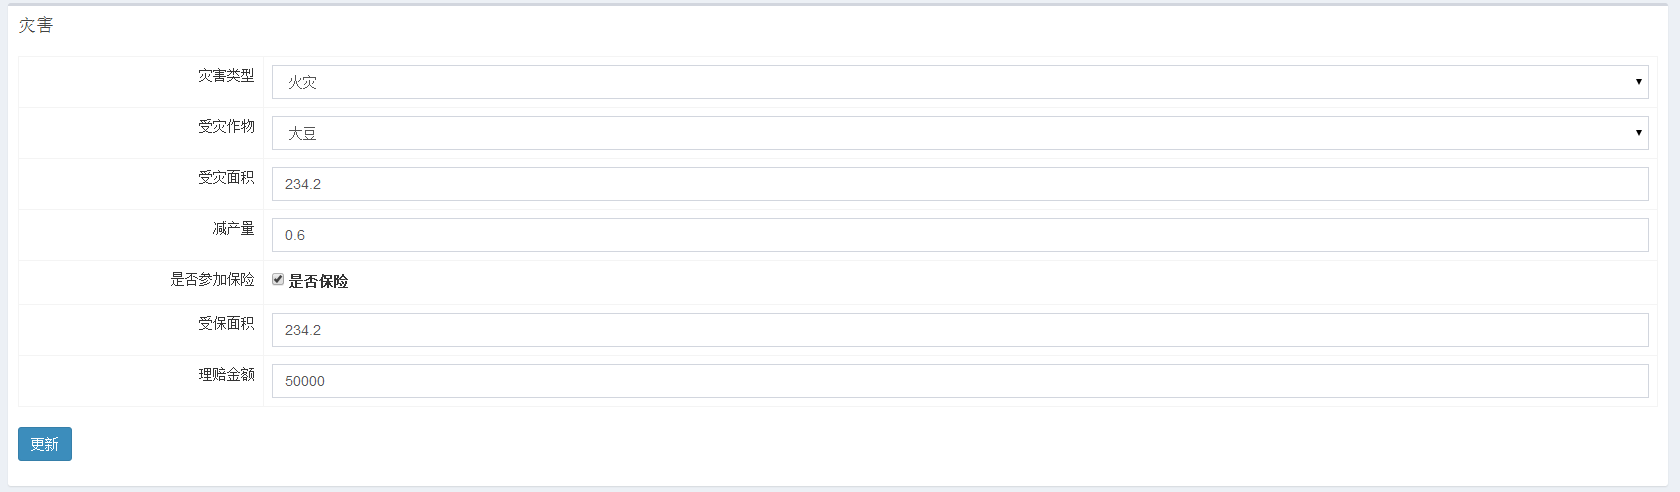 灾害
灾害类型 火灾
受灾作物 大豆
受灾面积 234.2
减产量 0.6
是否参加保险 是否保险
受保面积 234.2
理赔金额 50000
更新